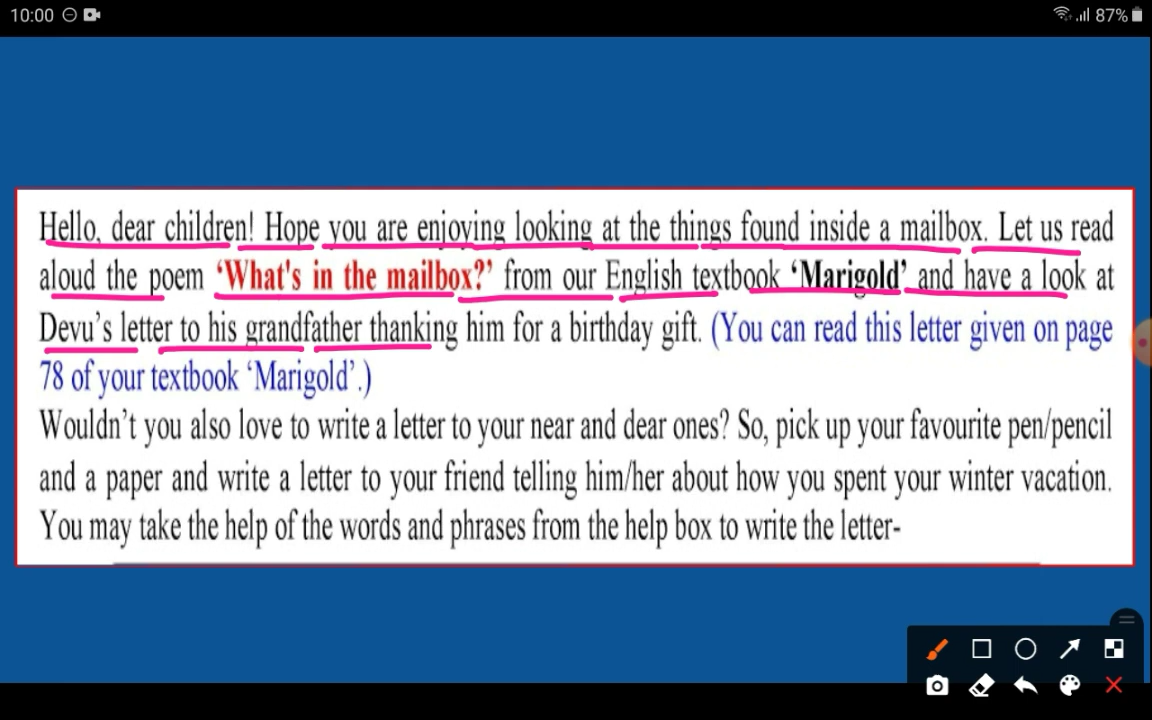 10:00 87%
Hello, dear children! Hope you are enjoying looking at the things found inside a mailbox. Let us read
aloud the poem ‘What's in the mailbox?’ from our English textbook ‘Marigold’ and have a look at
Devu’s letter to his grandfather thanking him for a birthday gift. (You can read this letter given on page
78 of your textbook ‘Marigold’.)
Wouldn’t you also love to write a letter to your near and dear ones? So, pick up your favourite pen/pencil
and a paper and write a letter to your friend telling him/her about how you spent your winter vacation.
You may take the help of the words and phrases from the help box to write the letter-